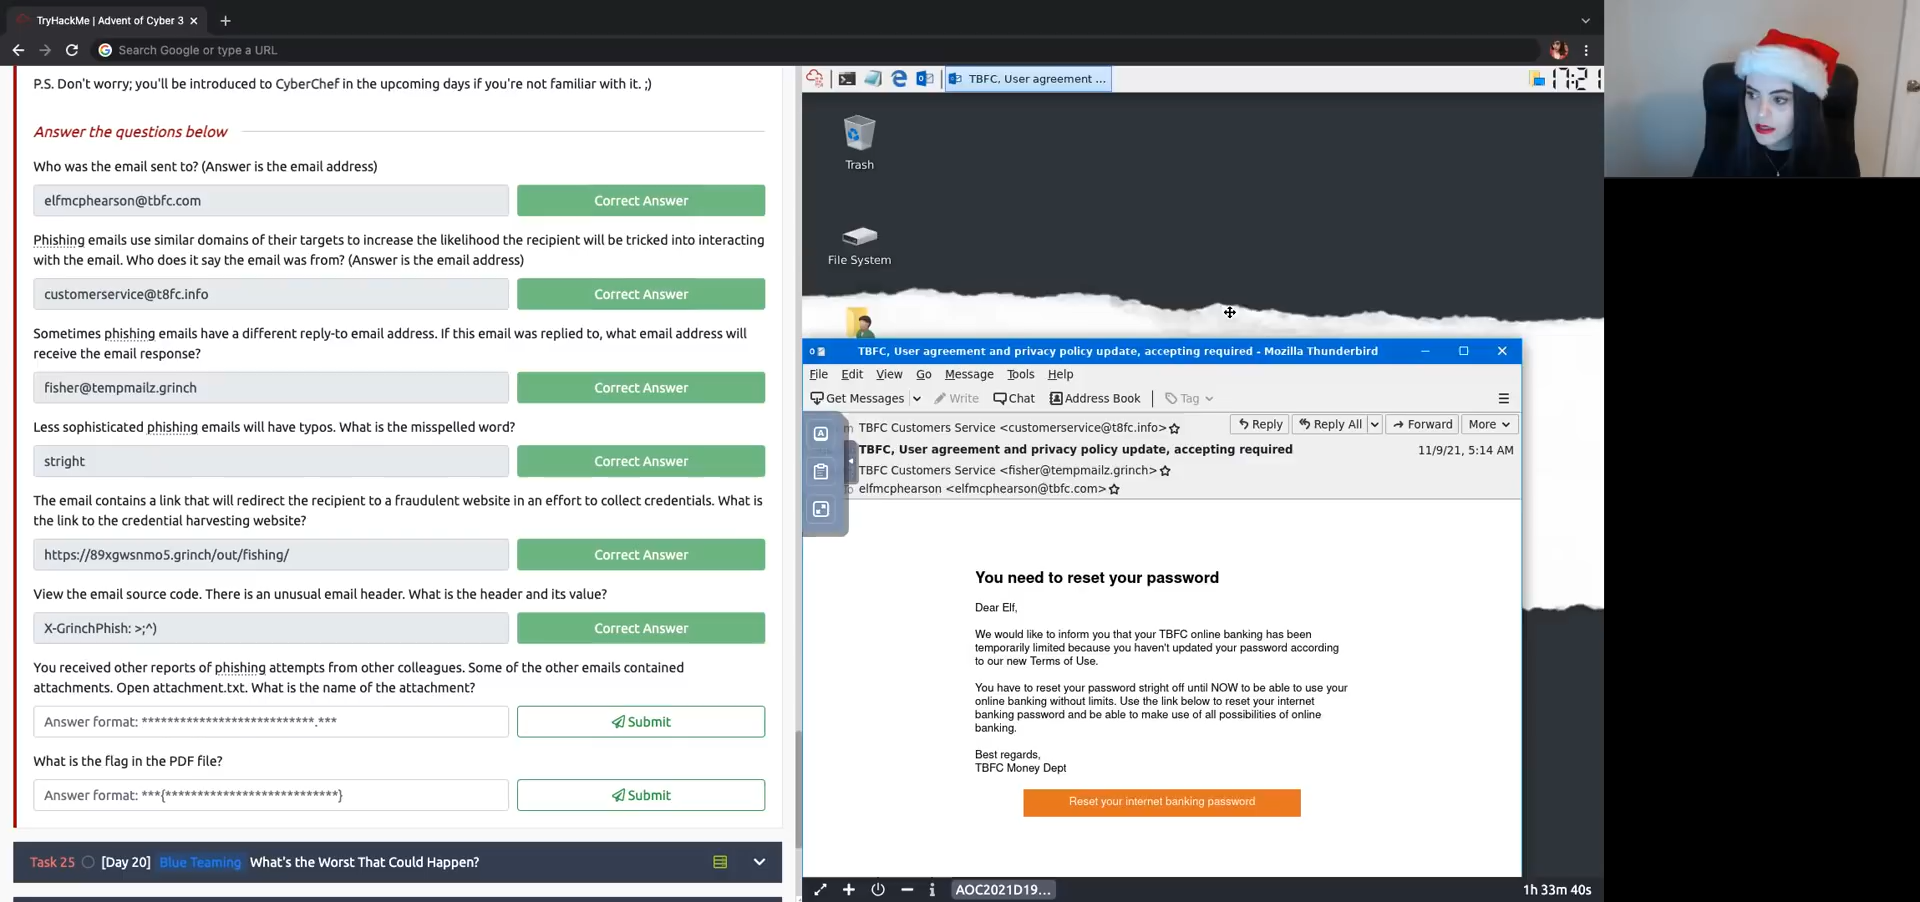 TryHackMe | Advent of Cyber 3
Search Google or type a URL
P.S. Don't worry; you'll be introduced to CyberChef in the upcoming days if you're not familiar with it. ;)
Answer the questions below
Who was the email sent to? (Answer is the email address)
elfmcphearson@tbfc.com
Correct Answer
Phishing emails use similar domains of their targets to increase the likelihood the recipient will be tricked into interacting
with the email. Who does it say the email was from? (Answer is the email address)
customerservice@t8fc.info
Correct Answer
Sometimes phishing emails have a different reply-to email address. If this email was replied to, what email address will
receive the email response?
fisher@tempmailz.grinch
Correct Answer
Less sophisticated phishing emails will have typos. What is the misspelled word?
stright
Correct Answer
The email contains a link that will redirect the recipient to a fraudulent website in an effort to collect credentials. What is
the link to the credential harvesting website?
https://89xgwsnmo5.grinch/out/fishing/
Correct Answer
View the email source code. There is an unusual email header. What is the header and its value?
X-GrinchPhish: >;^)
Correct Answer
You received other reports of phishing attempts from other colleagues. Some of the other emails contained
attachments. Open attachment.txt. What is the name of the attachment?
Answer format: ***************************.***
Submit
What is the flag in the PDF file?
Answer format: ***{***************************}
Submit
Task 25 [Day 20] Blue Teaming What's the Worst That Could Happen?
TBFC, User agreement ...
17:21
Trash
File System
TBFC, User agreement and privacy policy update, accepting required - Mozilla Thunderbird
File Edit View Go Message Tools Help
Get Messages Write Chat Address Book Tag
TBFC Customers Service <customerservice@t8fc.info>
Reply Reply All Forward More
TBFC, User agreement and privacy policy update, accepting required
11/9/21, 5:14 AM
TBFC Customers Service <fisher@tempmailz.grinch>
elfmcphearson <elfmcphearson@tbfc.com>
You need to reset your password
Dear Elf,
We would like to inform you that your TBFC online banking has been
temporarily limited because you haven't updated your password according
to our new Terms of Use.
You have to reset your password stright off until NOW to be able to use your
online banking without limits. Use the link below to reset your internet
banking password and be able to make use of all possibilities of online
banking.
Best regards,
TBFC Money Dept
Reset your internet banking password
AOC2021D19...
1h 33m 40s